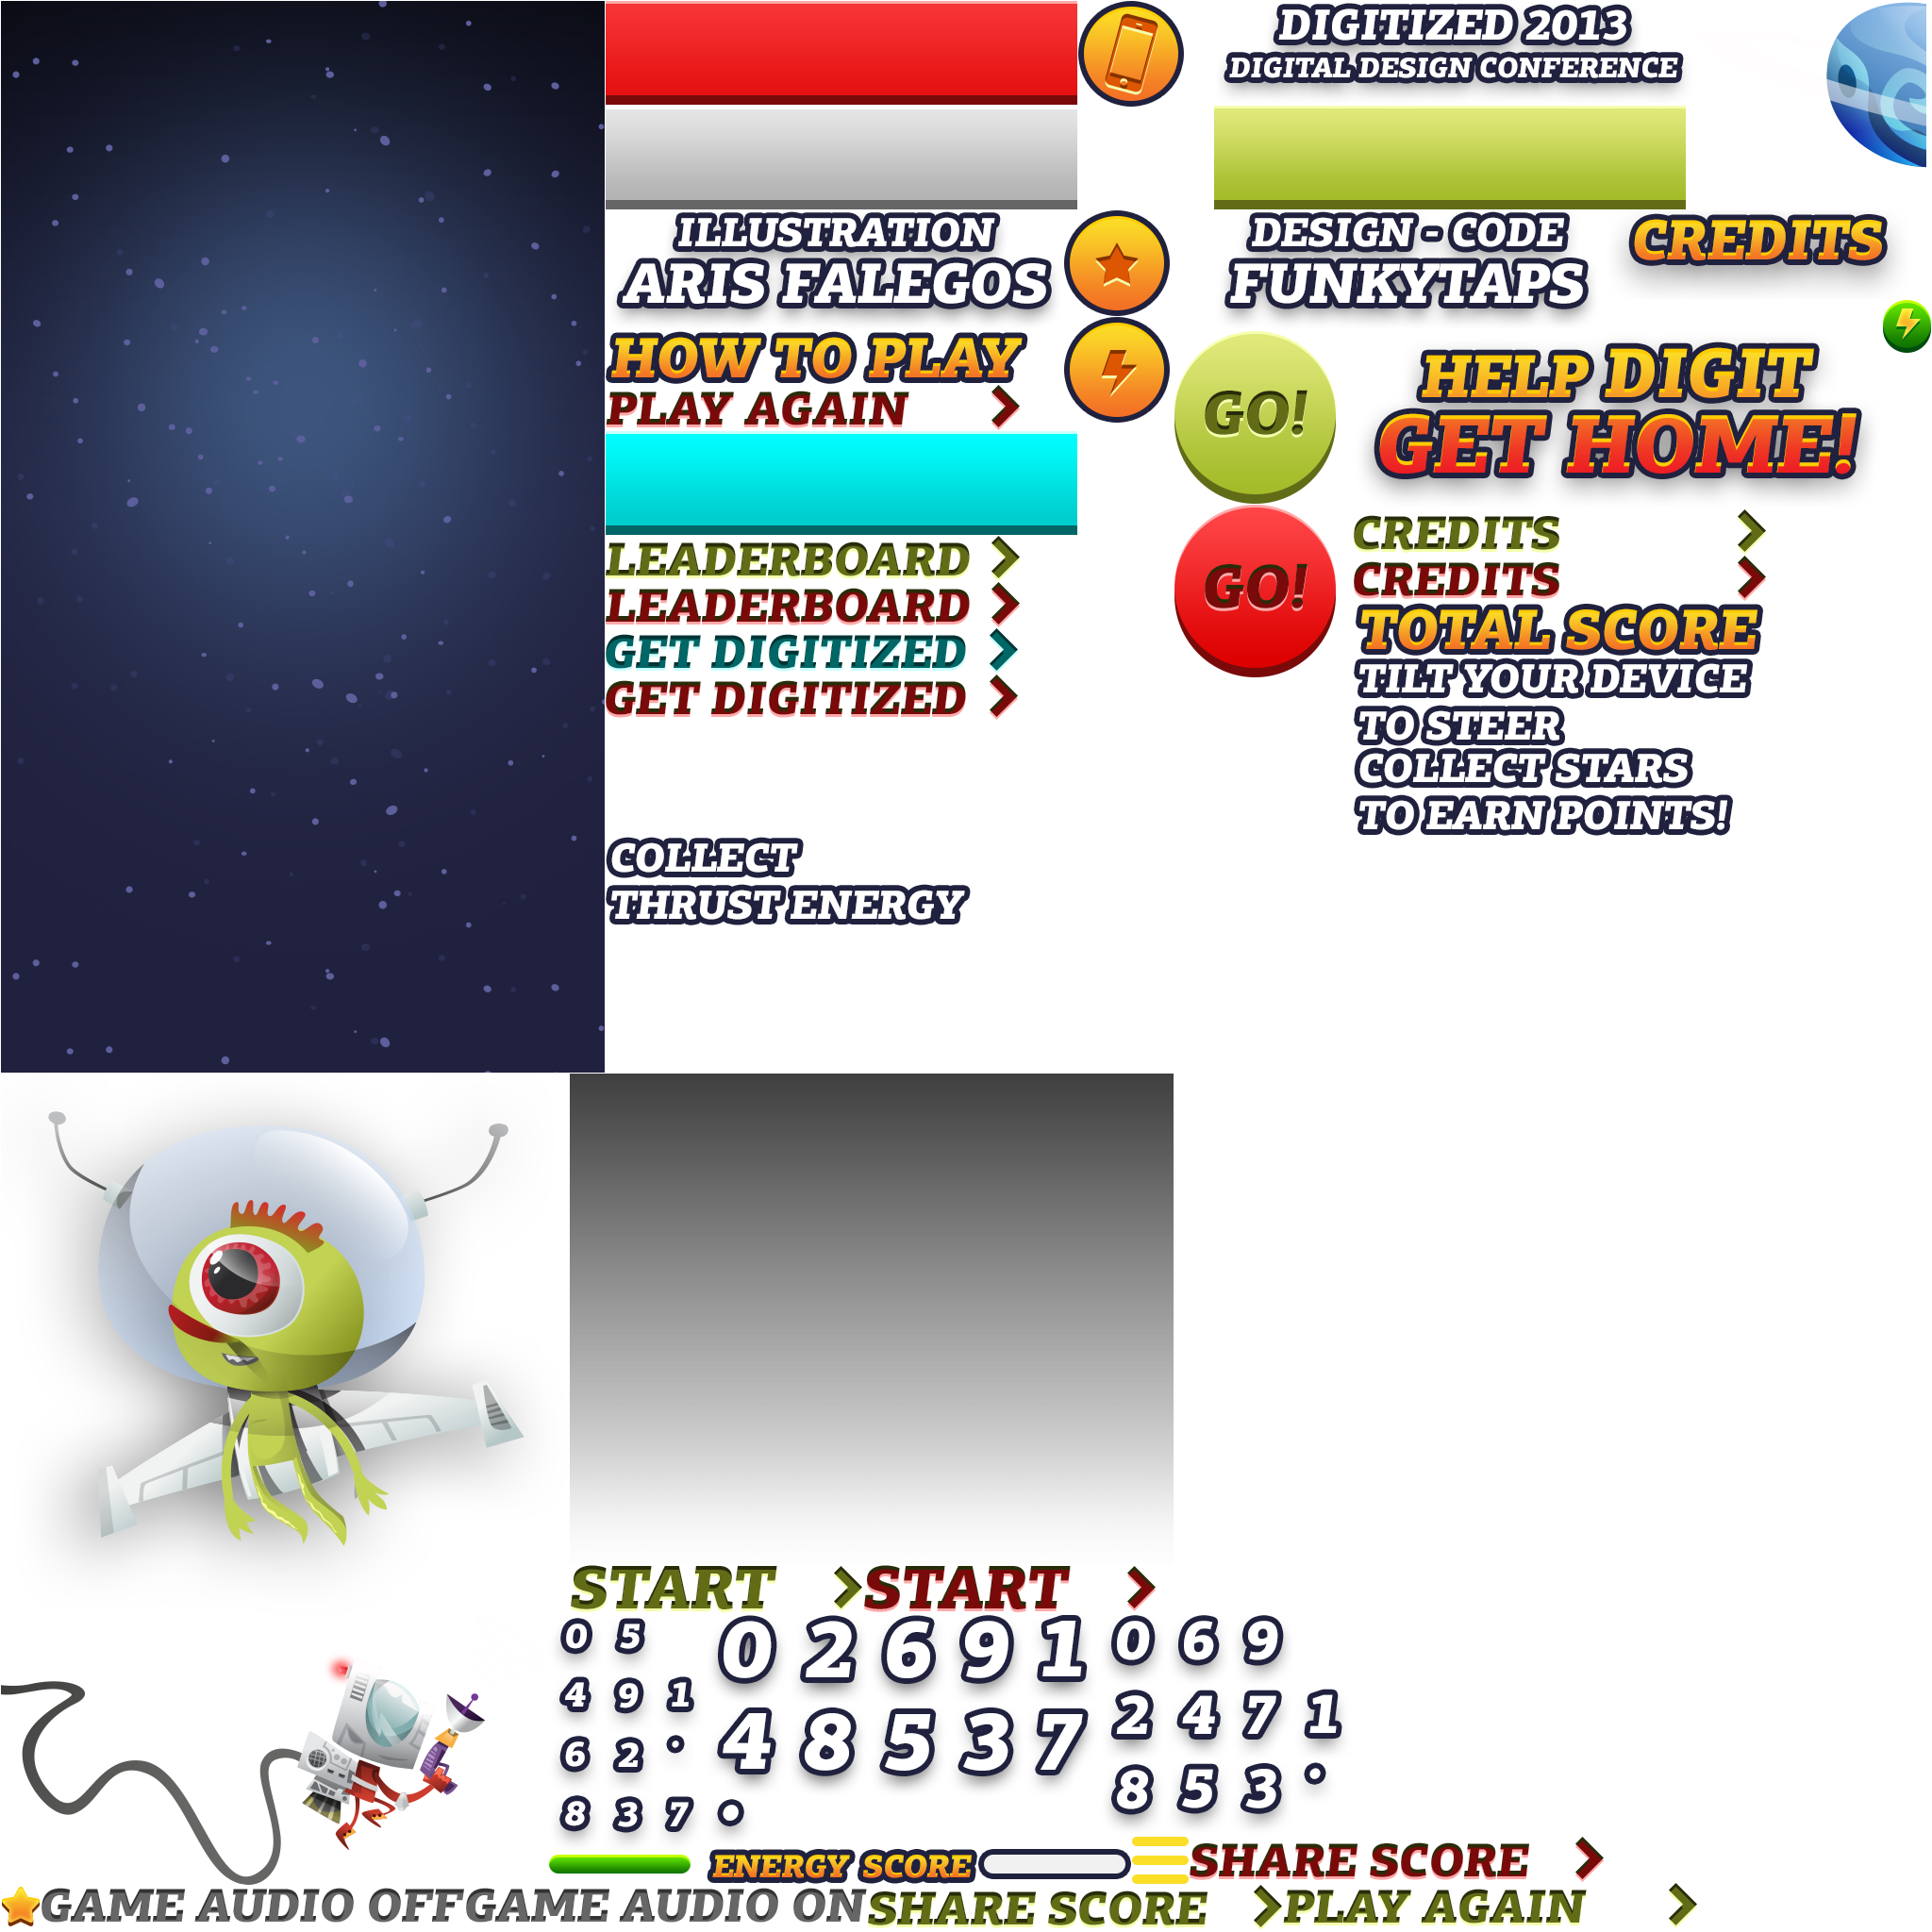 DIGITIZED 2013
DIGITAL DESIGN CONFERENCE
ILLUSTRATION
ARIS FALEGOS
DESIGN - CODE
FUNKYTAPS
CREDITS
HOW TO PLAY
PLAY AGAIN
GO!
HELP DIGIT
GET HOME!
LEADERBOARD
LEADERBOARD
GET DIGITIZED
GET DIGITIZED
GO!
CREDITS
CREDITS
TOTAL SCORE
TILT YOUR DEVICE
TO STEER
COLLECT STARS
TO EARN POINTS!
COLLECT
THRUST ENERGY
START
START
0 5
4 9 1
6 2 °
8 3 7 °
0 2 6 9 1
4 8 5 3 7
0 6 9
2 4 7 1
8 5 3 °
ENERGY SCORE
SHARE SCORE
GAME AUDIO OFF
GAME AUDIO ON
SHARE SCORE
PLAY AGAIN